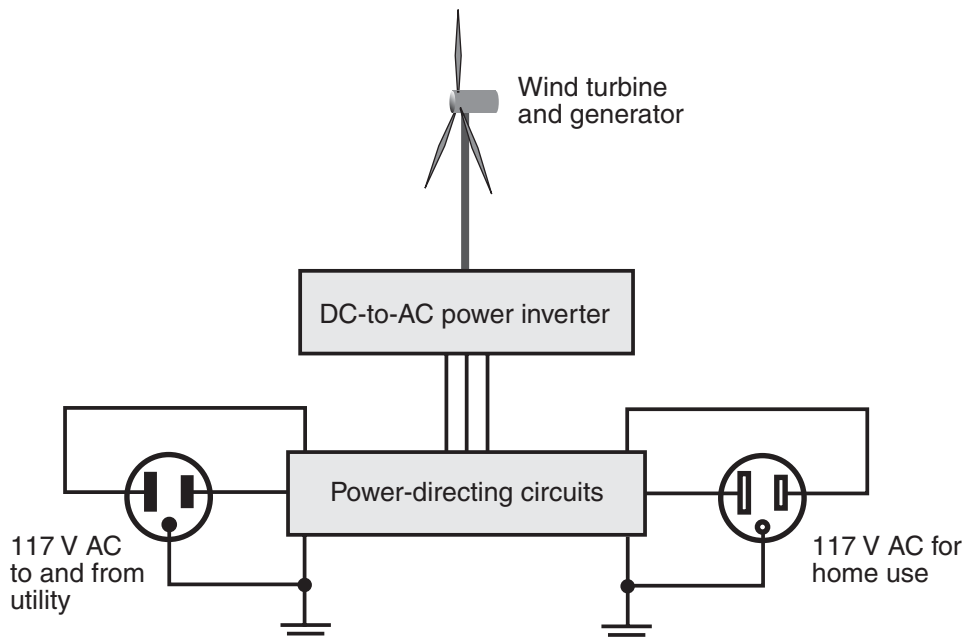 Wind turbine
and generator
DC-to-AC power inverter
Power-directing circuits
117 V AC
to and from
utility
117 V AC for
home use